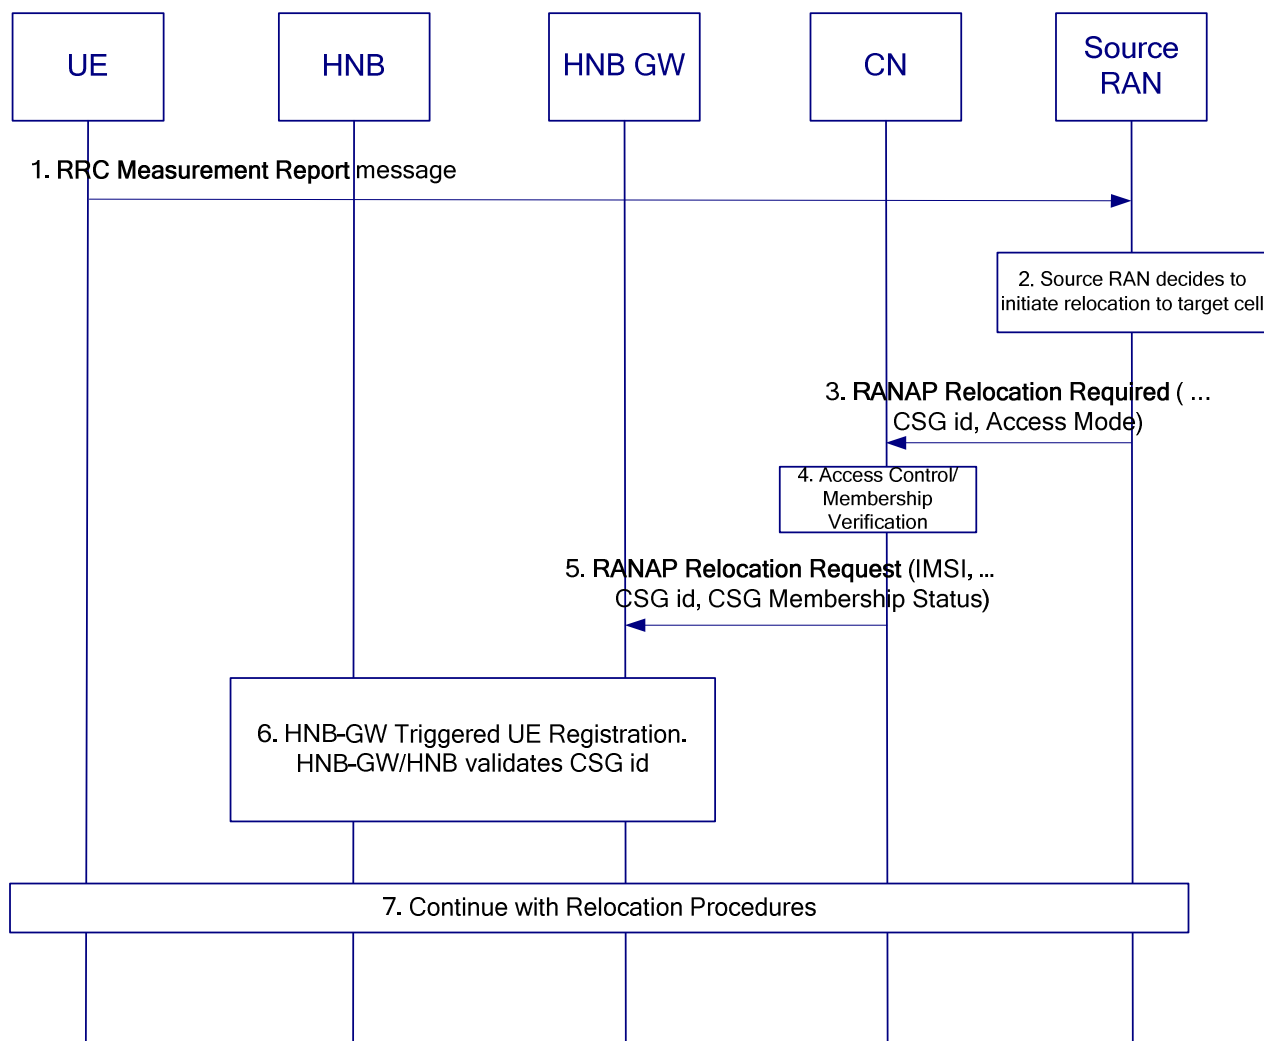 UE
HNB
HNB GW
CN
Source
RAN
1. RRC Measurement Report message
2. Source RAN decides to
initiate relocation to target cell
3. RANAP Relocation Required ( ...
CSG id, Access Mode)
4. Access Control/
Membership
Verification
5. RANAP Relocation Request (IMSI, ...
CSG id, CSG Membership Status)
6. HNB-GW Triggered UE Registration.
HNB-GW/HNB validates CSG id
7. Continue with Relocation Procedures